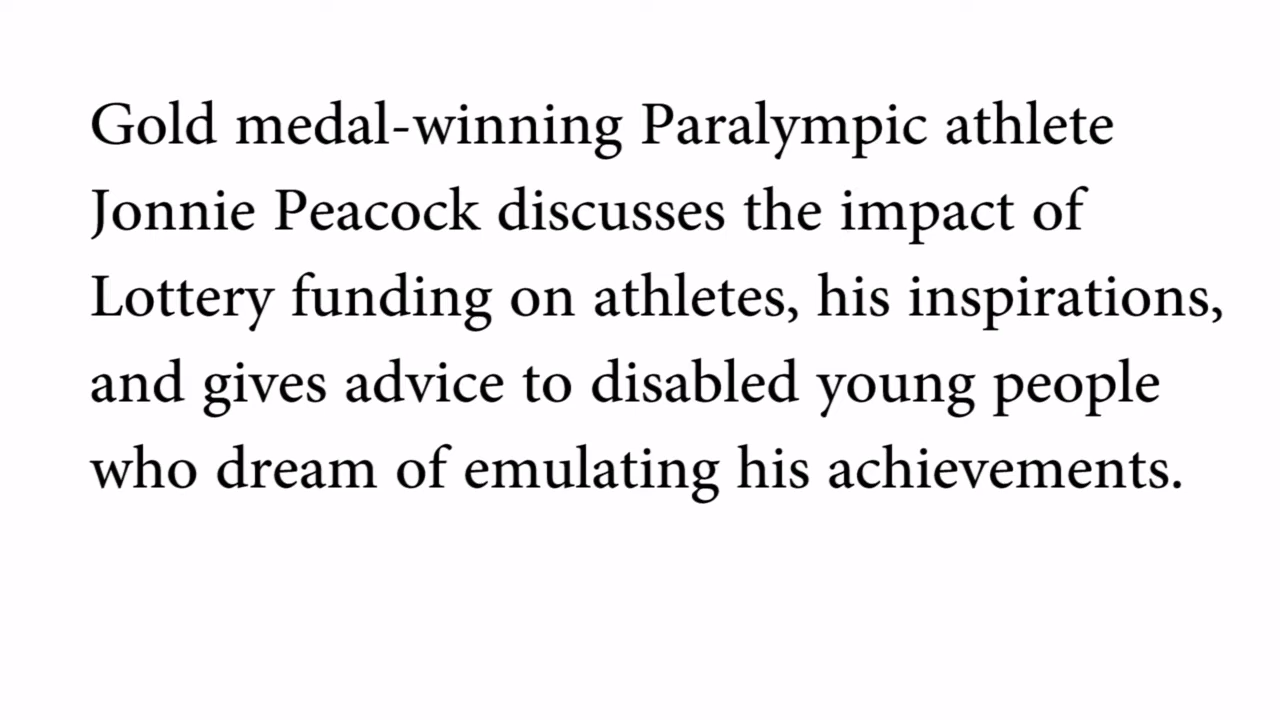 Gold medal-winning Paralympic athlete
Jonnie Peacock discusses the impact of
Lottery funding on athletes, his inspirations,
and gives advice to disabled young people
who dream of emulating his achievements.